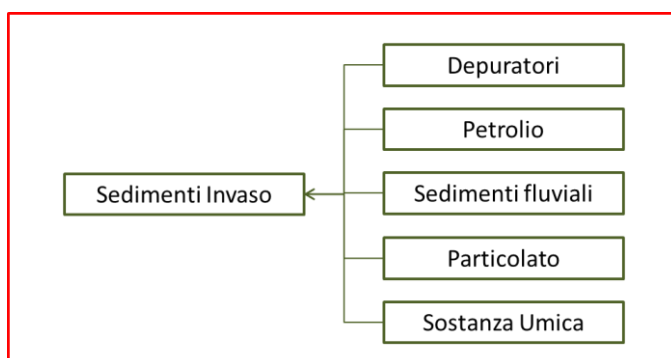 Depuratori
Petrolio
Sedimenti Invaso
Sedimenti fluviali
Particolato
Sostanza Umica